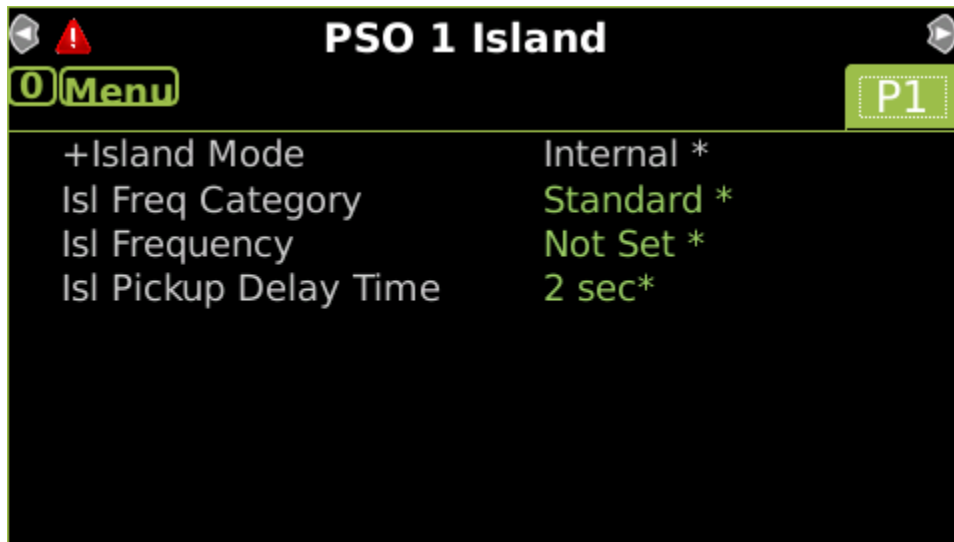 PSO 1 Island
0 Menu
P1
+Island Mode Internal *
Isl Freq Category Standard *
Isl Frequency Not Set *
Isl Pickup Delay Time 2 sec*